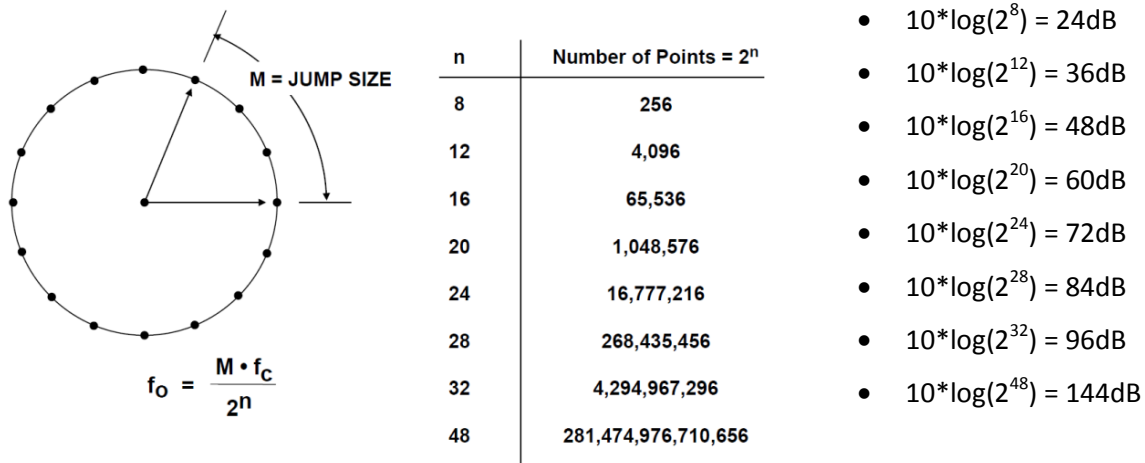 M = JUMP SIZE
f_O = M • f_C / 2^n
n Number of Points = 2^n
8 256
12 4,096
16 65,536
20 1,048,576
24 16,777,216
28 268,435,456
32 4,294,967,296
48 281,474,976,710,656
• 10*log(2^8) = 24dB
• 10*log(2^12) = 36dB
• 10*log(2^16) = 48dB
• 10*log(2^20) = 60dB
• 10*log(2^24) = 72dB
• 10*log(2^28) = 84dB
• 10*log(2^32) = 96dB
• 10*log(2^48) = 144dB